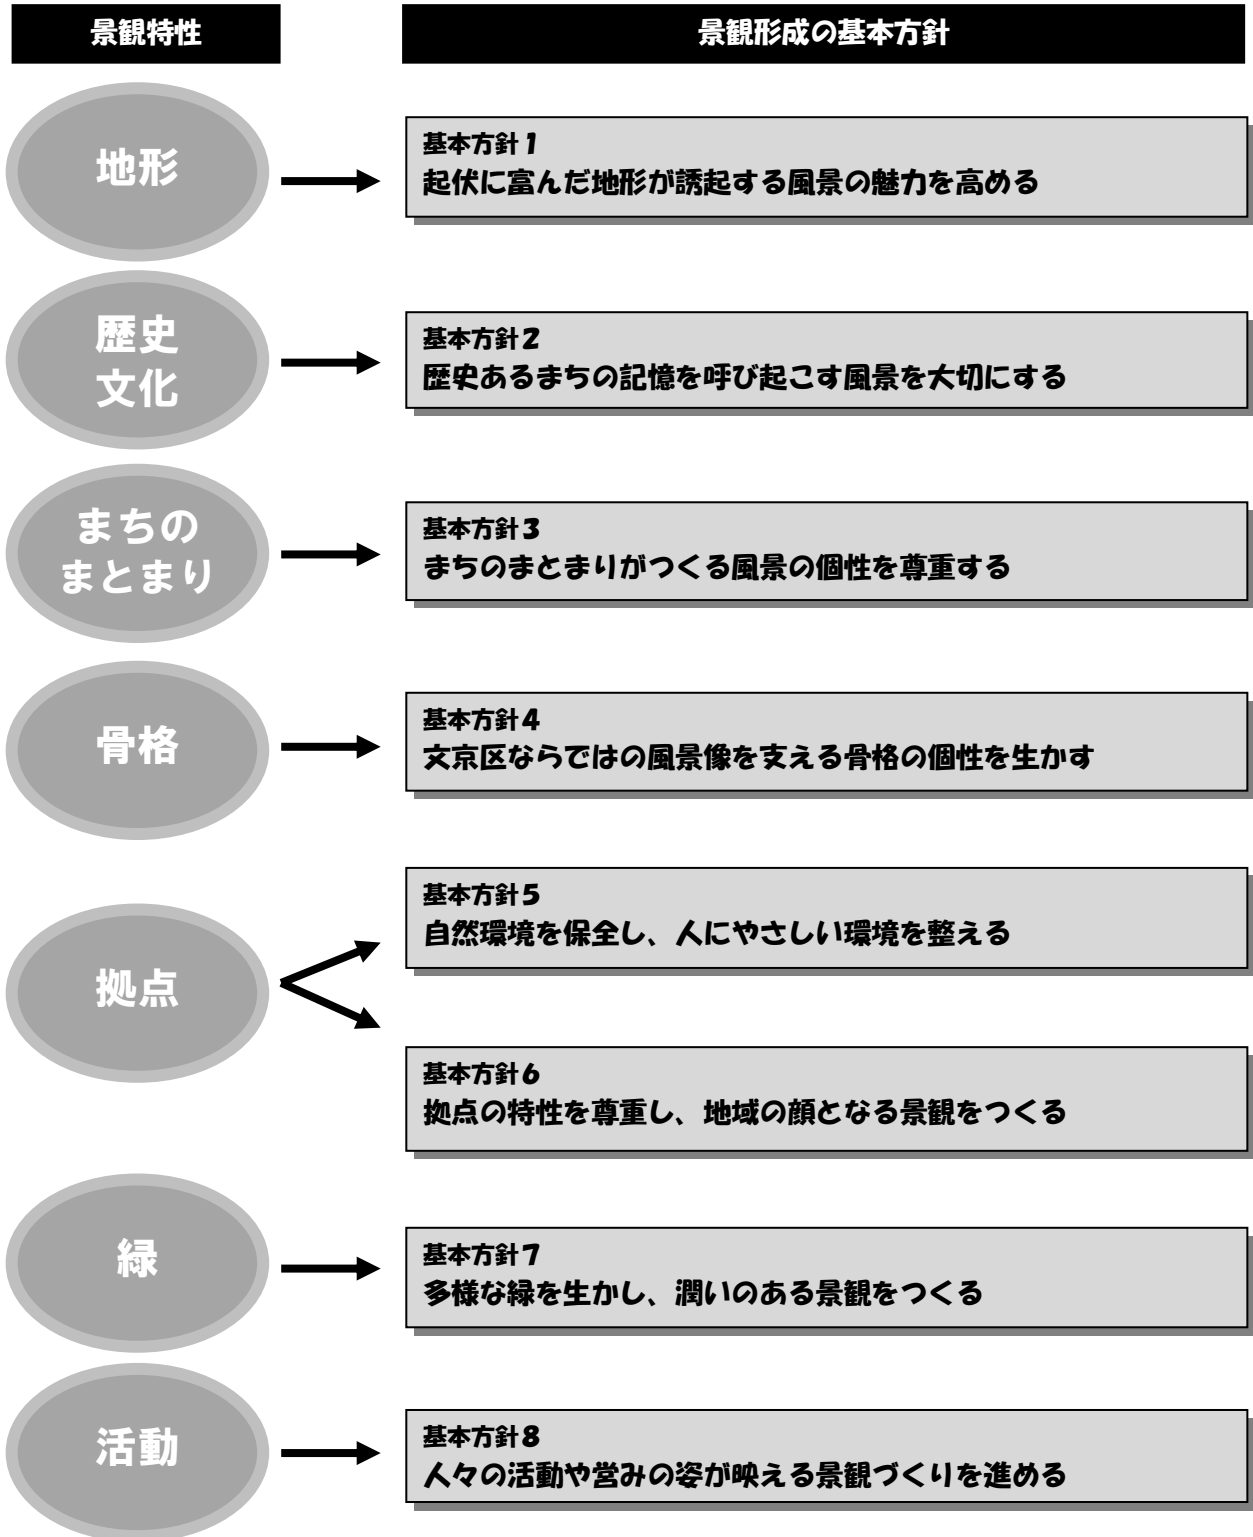 景観特性
景観形成の基本方針
地形
基本方針1
起伏に富んだ地形が誘起する風景の魅力を高める
歴史
文化
基本方針2
歴史あるまちの記憶を呼び起こす風景を大切にする
まちの
まとまり
基本方針3
まちのまとまりがつくる風景の個性を尊重する
骨格
基本方針4
文京区ならではの風景像を支える骨格の個性を生かす
拠点
基本方針5
自然環境を保全し、人にやさしい環境を整える
基本方針6
拠点の特性を尊重し、地域の顔となる景観をつくる
緑
基本方針7
多様な緑を生かし、潤いのある景観をつくる
活動
基本方針8
人々の活動や営みの姿が映える景観づくりを進める